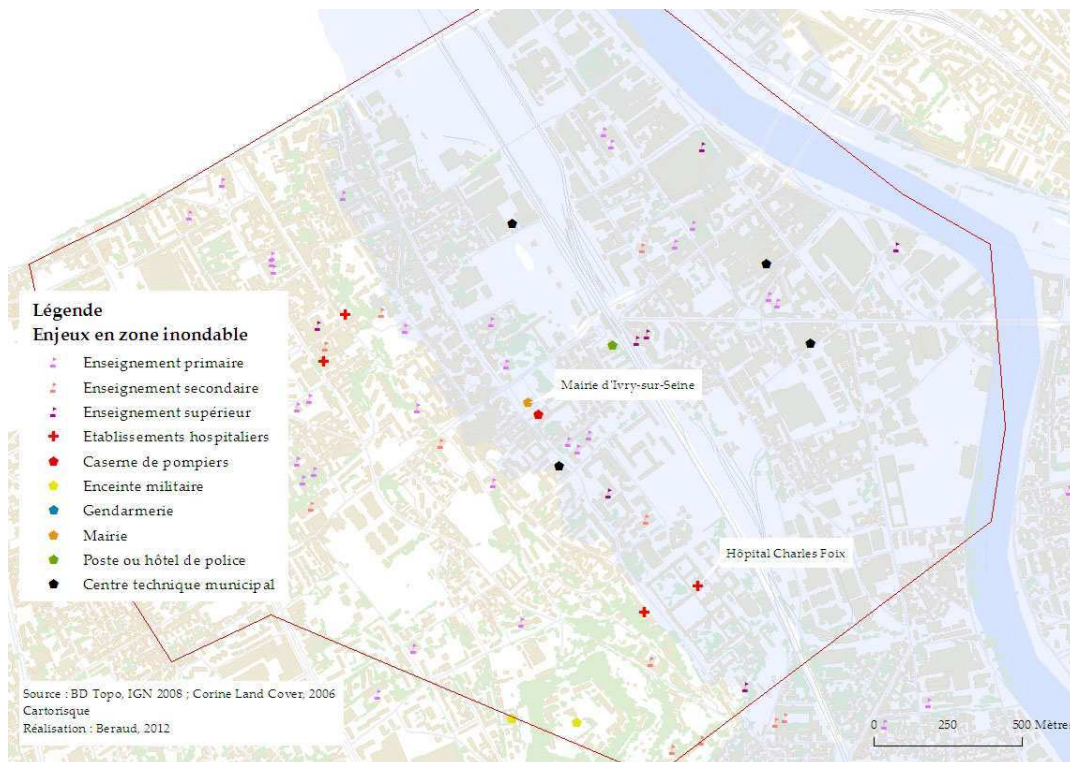 Légende
Enjeux en zone inondable
Enseignement primaire
Enseignement secondaire
Enseignement supérieur
Etablissements hospitaliers
Caserne de pompiers
Enceinte militaire
Gendarmerie
Mairie
Poste ou hôtel de police
Centre technique municipal
Mairie d'Ivry-sur-Seine
Hôpital Charles Foix
Source : BD Topo, IGN 2008 ; Corine Land Cover, 2006
Cartorisque
Réalisation : Beraud, 2012
0 250 500 Mètres